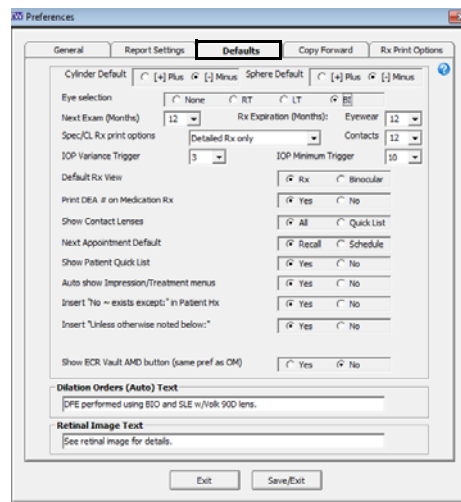 Preferences
General Report Settings Defaults Copy Forward Rx Print Options
Cylinder Default [+] Plus [-] Minus Sphere Default [+] Plus [-] Minus
Eye selection None RT LT BI
Next Exam (Months) 12 Rx Expiration (Months): Eyewear 12
Spec/CL Rx print options Detailed Rx only Contacts 12
IOP Variance Trigger 3 IOP Minimum Trigger 10
Default Rx View Rx Binocular
Print DEA # on Medication Rx Yes No
Show Contact Lenses All Quick List
Next Appointment Default Recall Schedule
Show Patient Quick List Yes No
Auto show Impression/Treatment menus Yes No
Insert "No ~ exists except:" in Patient Hx Yes No
Insert "Unless otherwise noted below:" Yes No
Show ECR Vault AMD button (same pref as OM) Yes No
Dilation Orders (Auto) Text
DFE performed using BIO and SLE w/Volk 90D lens.
Retinal Image Text
See retinal image for details.
Exit Save/Exit